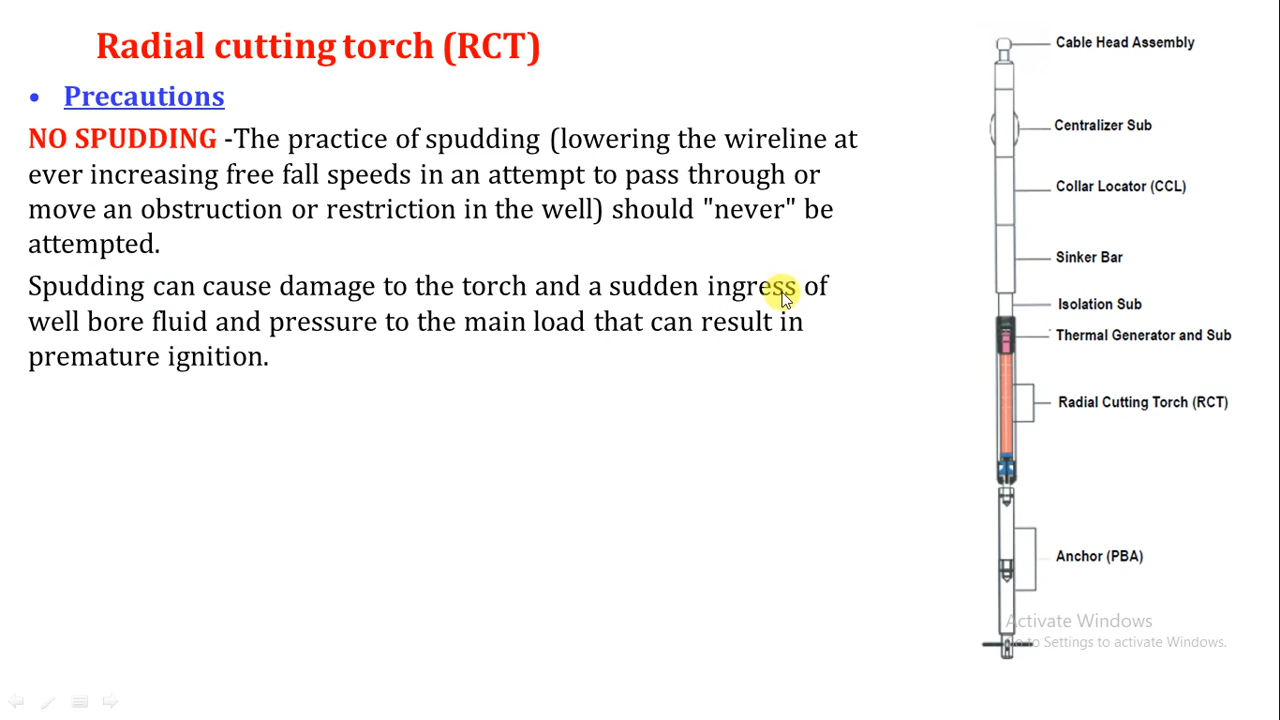 Radial cutting torch (RCT)
• Precautions
NO SPUDDING -The practice of spudding (lowering the wireline at
ever increasing free fall speeds in an attempt to pass through or
move an obstruction or restriction in the well) should "never" be
attempted.
Spudding can cause damage to the torch and a sudden ingress of
well bore fluid and pressure to the main load that can result in
premature ignition.
Cable Head Assembly
Centralizer Sub
Collar Locator (CCL)
Sinker Bar
Isolation Sub
Thermal Generator and Sub
Radial Cutting Torch (RCT)
Anchor (PBA)
Activate Windows
Go to Settings to activate Windows.